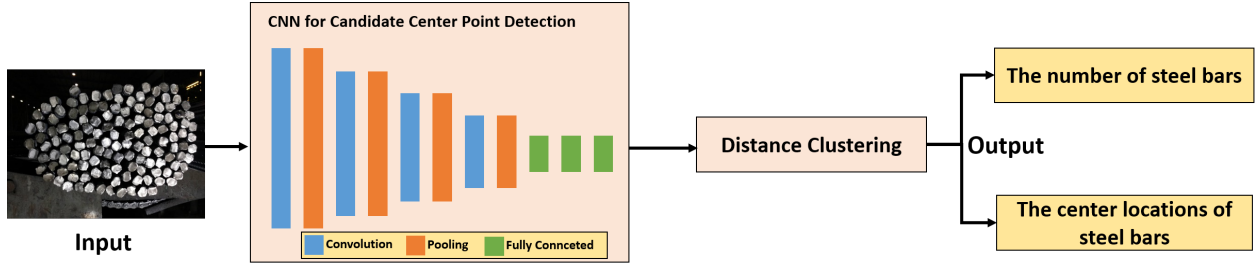 CNN for Candidate Center Point Detection
Input
Convolution
Pooling
Fully Connceted
Distance Clustering
The number of steel bars
Output
The center locations of
steel bars